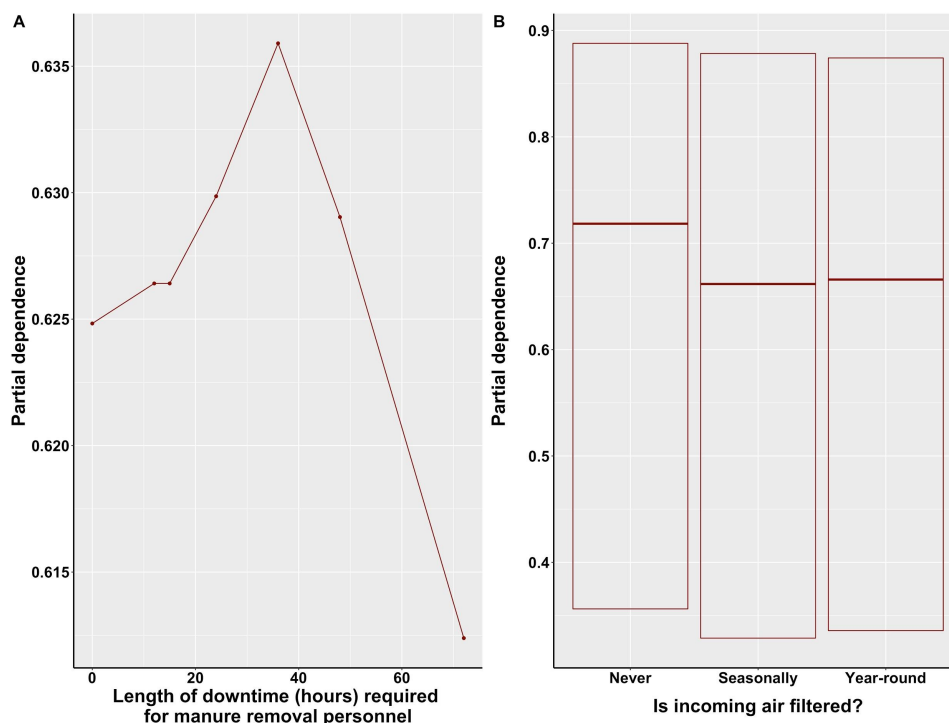 A
Partial dependence
0.635
0.630
0.625
0.620
0.615
0
20
40
60
Length of downtime (hours) required
for manure removal personnel
B
Partial dependence
0.9
0.8
0.7
0.6
0.5
0.4
Never
Seasonally
Year-round
Is incoming air filtered?